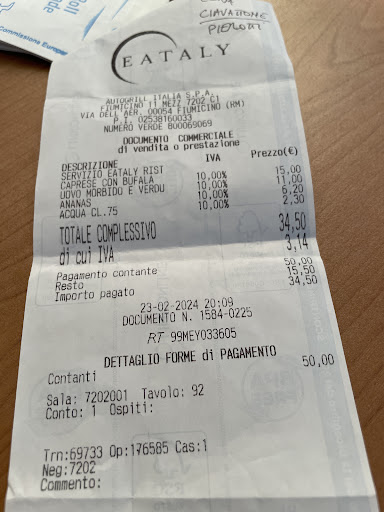 Commissione Europea
CIAVATTONE
PIERLUIGI
EATALY
AUTOGRILL ITALIA S.P.A.
FIUMICINO T1 MEZZ 7202 C1
VIA DELL'AER. 00054 FIUMICINO (RM)
P.I. 02538160033
NUMERO VERDE 800069069
DOCUMENTO COMMERCIALE
di vendita o prestazione
DESCRIZIONE IVA Prezzo(€)
SERVIZIO EATALY RIST 10,00% 15,00
CAPRESE CON BUFALA 10,00% 11,00
UOVO MORBIDO E VERDU 10,00% 6,20
ANANAS 10,00% 2,30
ACQUA CL.75
TOTALE COMPLESSIVO 34,50
di cui IVA 3,14
Pagamento contante 50,00
Resto 15,50
Importo pagato 34,50
23-02-2024 20:09
DOCUMENTO N. 1584-0225
RT 99MEY033605
DETTAGLIO FORME di PAGAMENTO
Contanti 50,00
Sala: 7202001 Tavolo: 92
Conto: 1 Ospiti:
Trn:69733 Op:176585 Cas:1
Neg:7202
Commento: